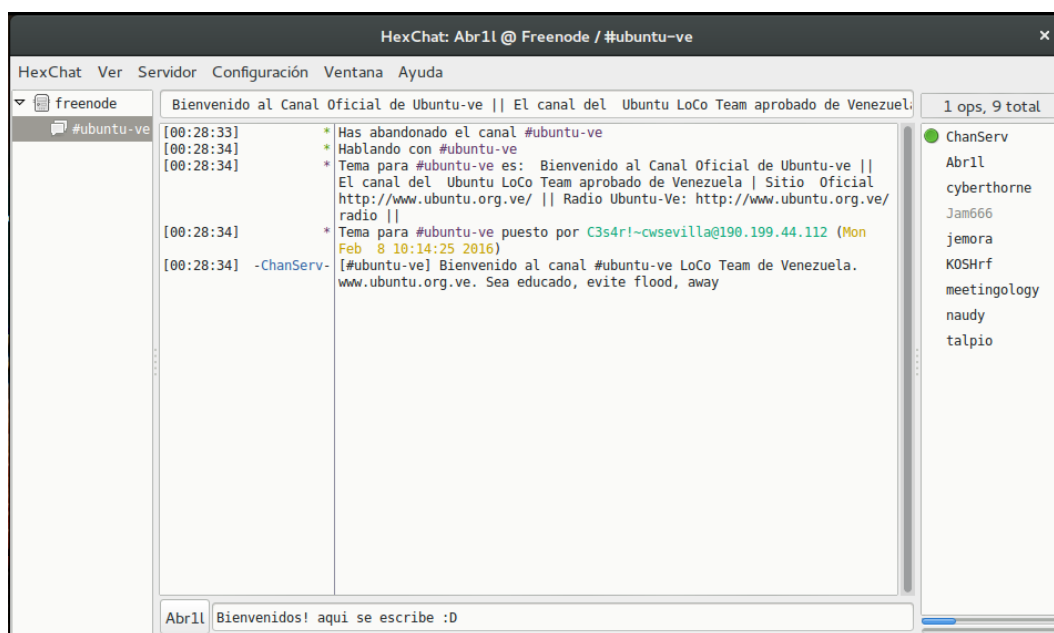 HexChat: Abr1l @ Freenode / #ubuntu-ve
HexChat Ver Servidor Configuración Ventana Ayuda
freenode
#ubuntu-ve
Bienvenido al Canal Oficial de Ubuntu-ve || El canal del  Ubuntu LoCo Team aprobado de Venezuel
[00:28:33] * Has abandonado el canal #ubuntu-ve
[00:28:34] * Hablando con #ubuntu-ve
[00:28:34] * Tema para #ubuntu-ve es:  Bienvenido al Canal Oficial de Ubuntu-ve ||
El canal del  Ubuntu LoCo Team aprobado de Venezuela | Sitio  Oficial
http://www.ubuntu.org.ve/ || Radio Ubuntu-Ve: http://www.ubuntu.org.ve/
radio ||
[00:28:34] * Tema para #ubuntu-ve puesto por C3s4r!~cwsevilla@190.199.44.112 (Mon
Feb  8 10:14:25 2016)
[00:28:34] -ChanServ- [#ubuntu-ve] Bienvenido al canal #ubuntu-ve LoCo Team de Venezuela.
www.ubuntu.org.ve. Sea educado, evite flood, away
1 ops, 9 total
ChanServ
Abr1l
cyberthorne
Jam666
jemora
KOSHrf
meetingology
naudy
talpio
Abr1l
Bienvenidos! aqui se escribe :D